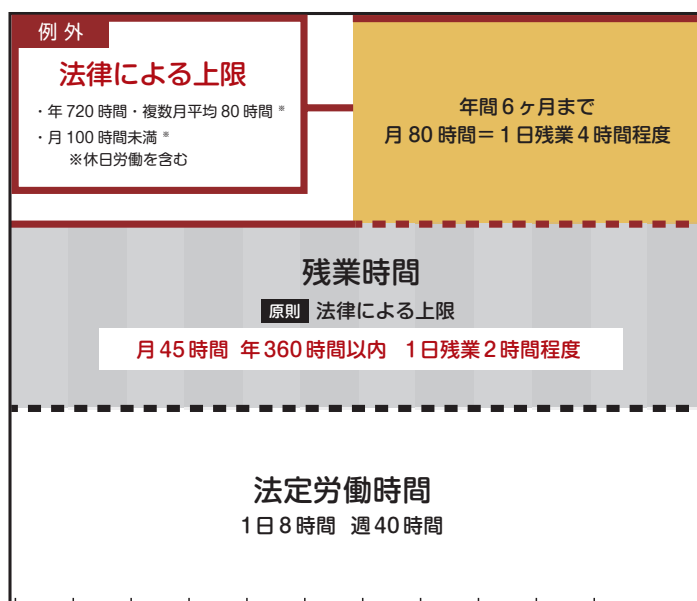 例外
法律による上限
・年720時間・複数月平均80時間※
・月100時間未満※
※休日労働を含む
年間6ヶ月まで
月80時間＝1日残業4時間程度
残業時間
原則 法律による上限
月45時間 年360時間以内 1日残業2時間程度
法定労働時間
1日8時間 週40時間